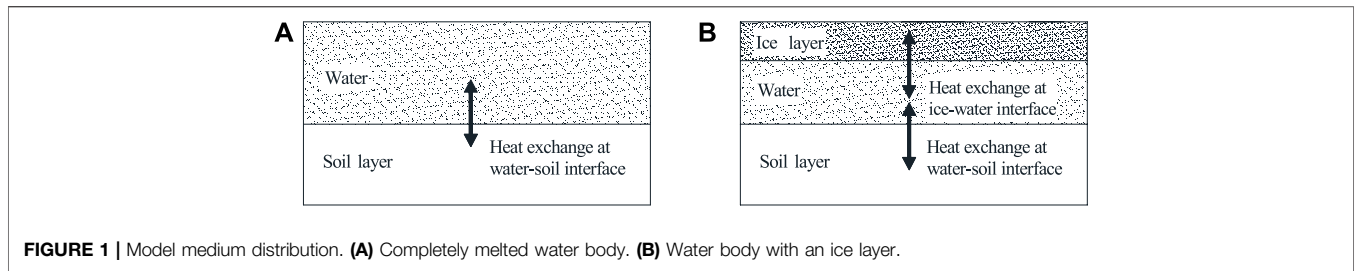 A
Water
Soil layer
Heat exchange at
water-soil interface
B
Ice layer
Water
Heat exchange at
ice-water interface
Soil layer
Heat exchange at
water-soil interface
FIGURE 1 | Model medium distribution. (A) Completely melted water body. (B) Water body with an ice layer.